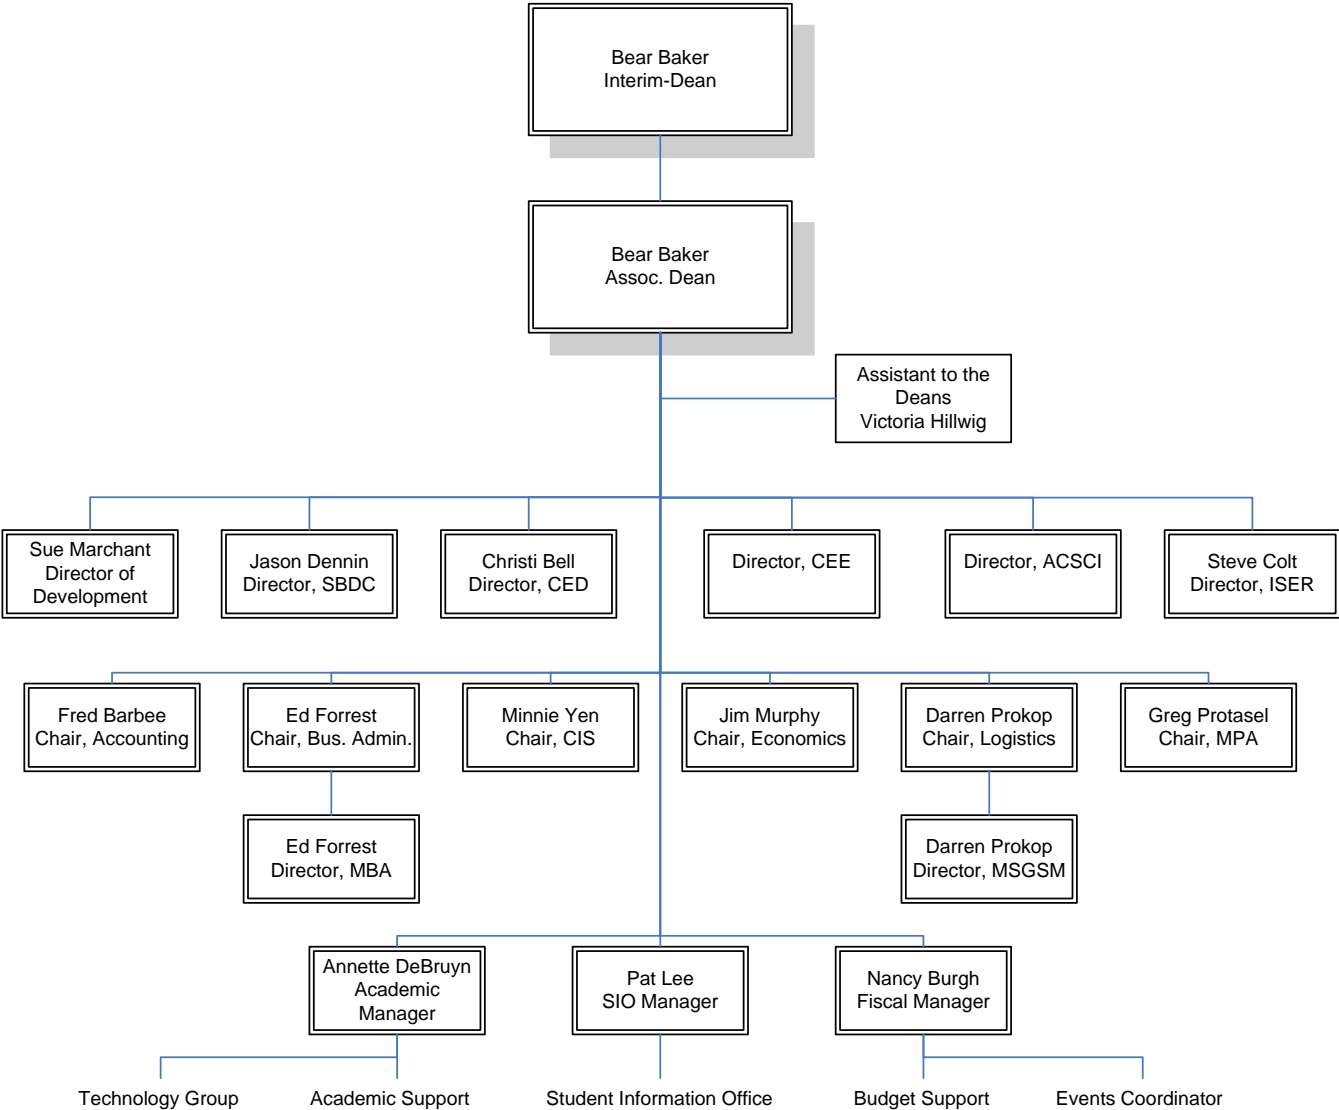 Bear Baker
Interim-Dean
Bear Baker
Assoc. Dean
Assistant to the
Deans
Victoria Hillwig
Sue Marchant
Director of
Development
Jason Dennin
Director, SBDC
Christi Bell
Director, CED
Director, CEE
Director, ACSCI
Steve Colt
Director, ISER
Fred Barbee
Chair, Accounting
Ed Forrest
Chair, Bus. Admin.
Minnie Yen
Chair, CIS
Jim Murphy
Chair, Economics
Darren Prokop
Chair, Logistics
Greg Protasel
Chair, MPA
Ed Forrest
Director, MBA
Darren Prokop
Director, MSGSM
Annette DeBruyn
Academic
Manager
Pat Lee
SIO Manager
Nancy Burgh
Fiscal Manager
Technology Group
Academic Support
Student Information Office
Budget Support
Events Coordinator